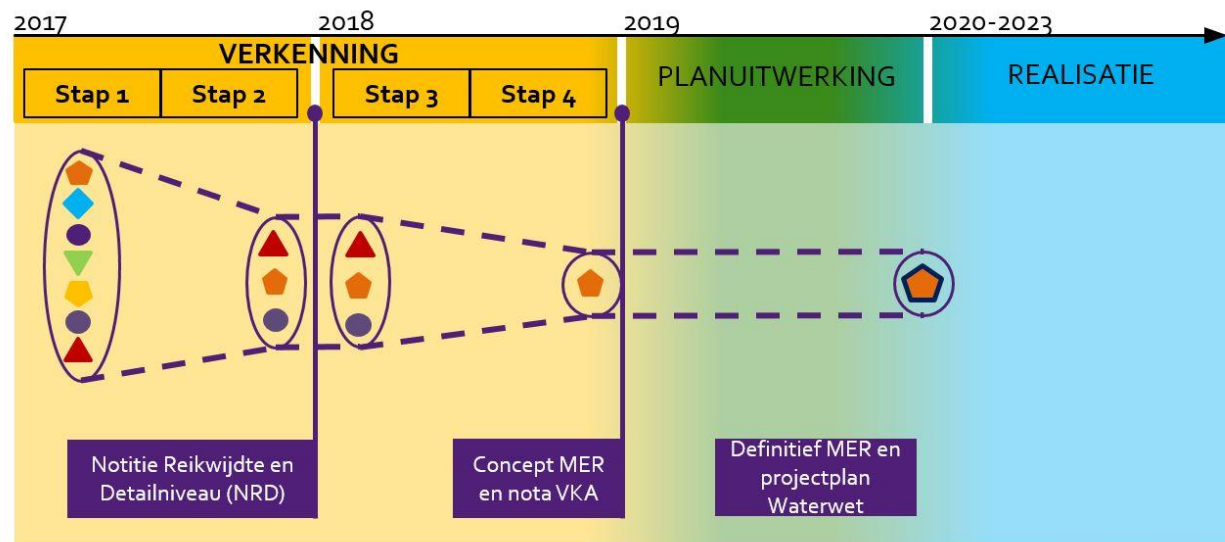 2017 2018 2019 2020-2023
VERKENNING
Stap 1 Stap 2 Stap 3 Stap 4
PLANUITWERKING
REALISATIE
Notitie Reikwijdte en
Detailniveau (NRD)
Concept MER
en nota VKA
Definitief MER en
projectplan
Waterwet